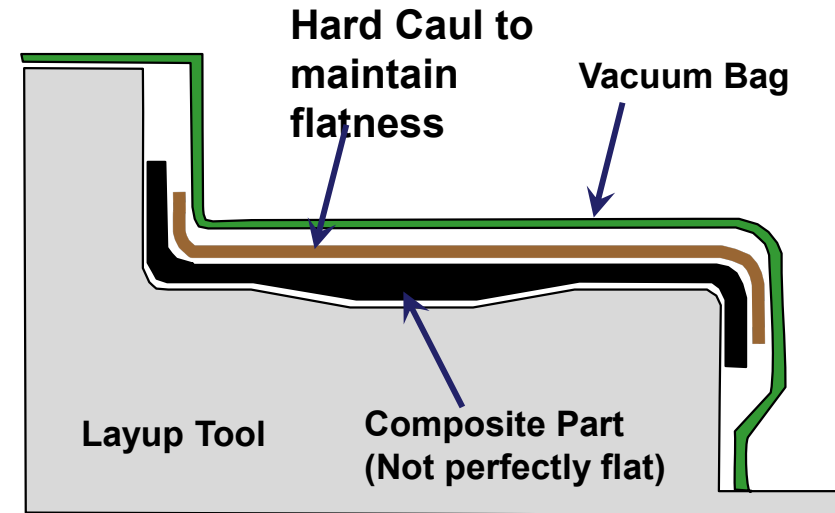 Hard Caul to
maintain
flatness
Vacuum Bag
Layup Tool
Composite Part
(Not perfectly flat)